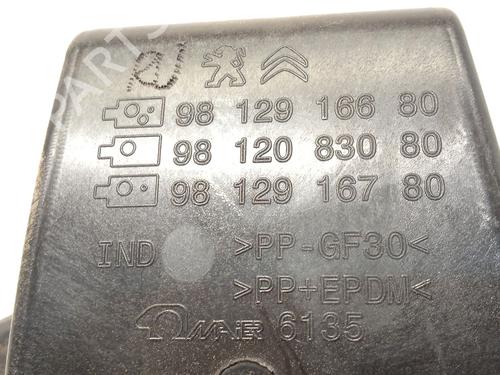 98 129 166 80
98 120 830 80
98 129 167 80
IND >PP-GF30<
>PP+EPDM<
MAIER 6135